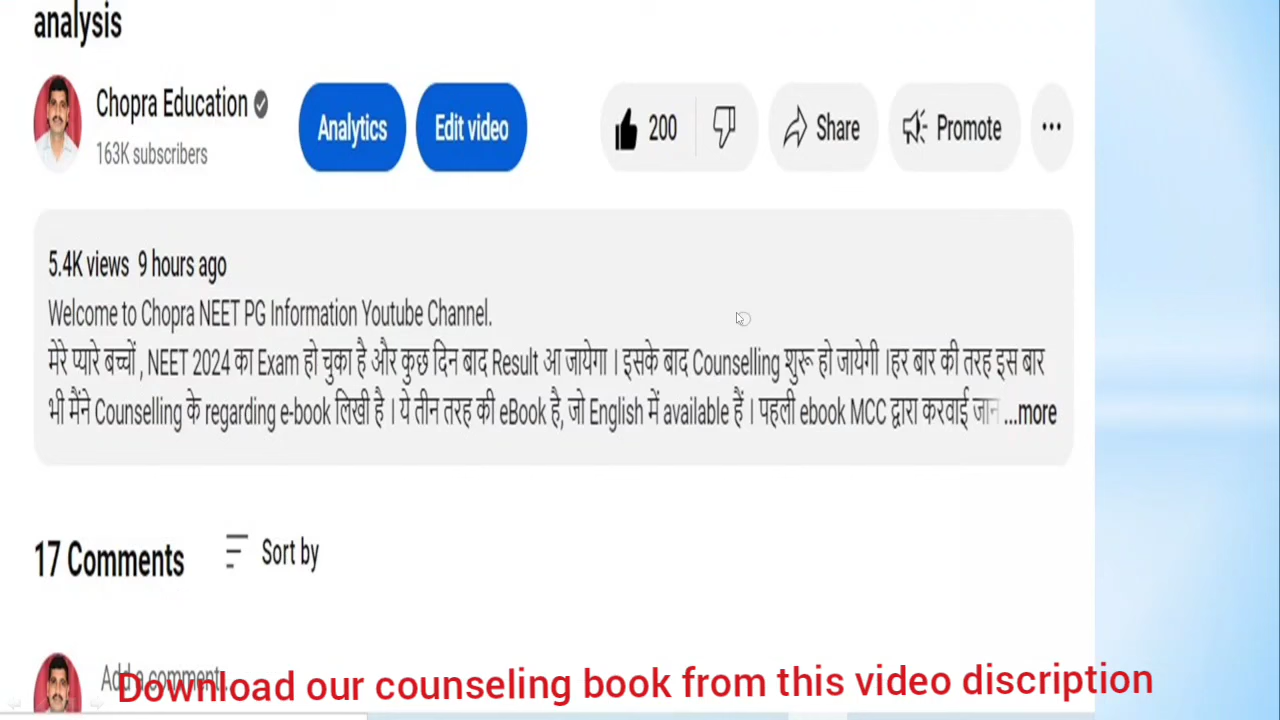 analysis
Chopra Education
163K subscribers
Analytics
Edit video
200
Share
Promote
5.4K views 9 hours ago
Welcome to Chopra NEET PG Information Youtube Channel.
मेरे प्यारे बच्चों , NEET 2024 का Exam हो चुका है और कुछ दिन बाद Result आ जायेगा । इसके बाद Counselling शुरू हो जायेगी ।हर बार की तरह इस बार
भी मैंने Counselling के regarding e-book लिखी है । ये तीन तरह की eBook है, जो English में available हैं । पहली ebook MCC द्वारा करवाई जान ...more
17 Comments
Sort by
Add a comment...
Download our counseling book from this video discription